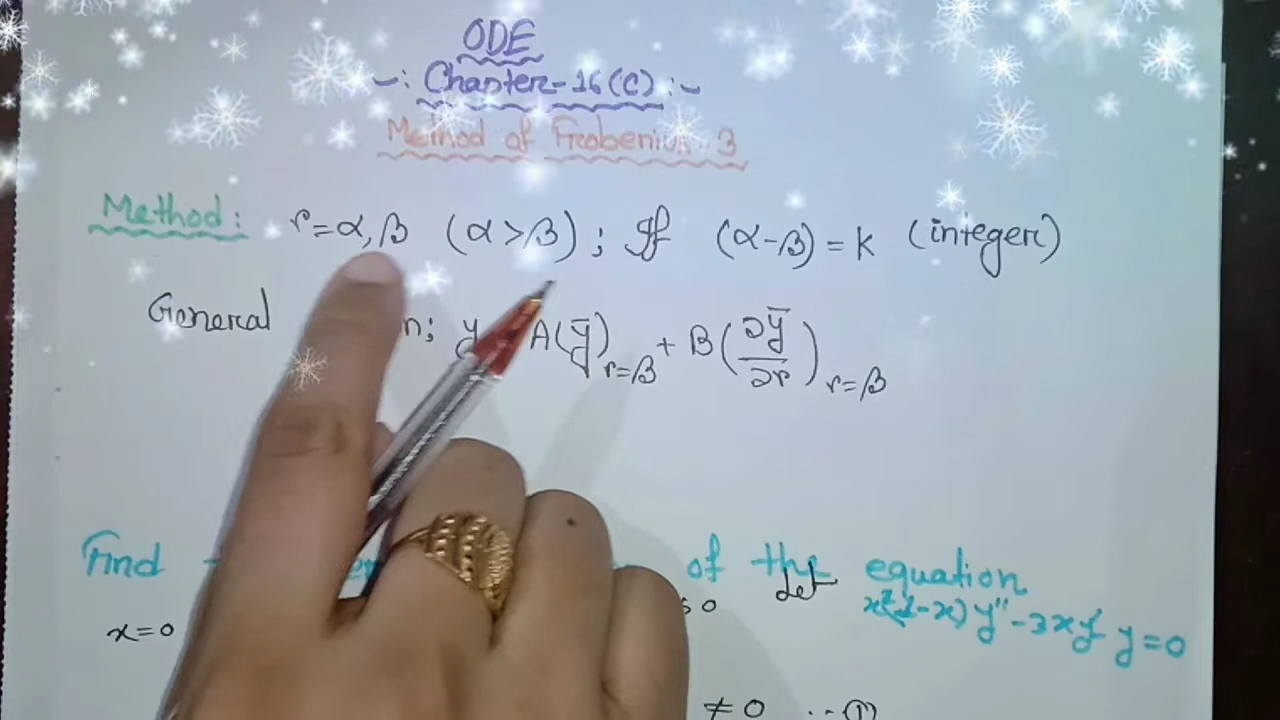 ODE
-: Chapter-16(C) :-
Method of Frobenius-3
Method: r=α,β (α>β) ; If (α-β)=k (integer)
General A(ȳ)r=β + B(∂ȳ/∂r)r=β
Find of the equation
Let x²(1-x)y''-3xy' y=0
x=0
≠0 ...①